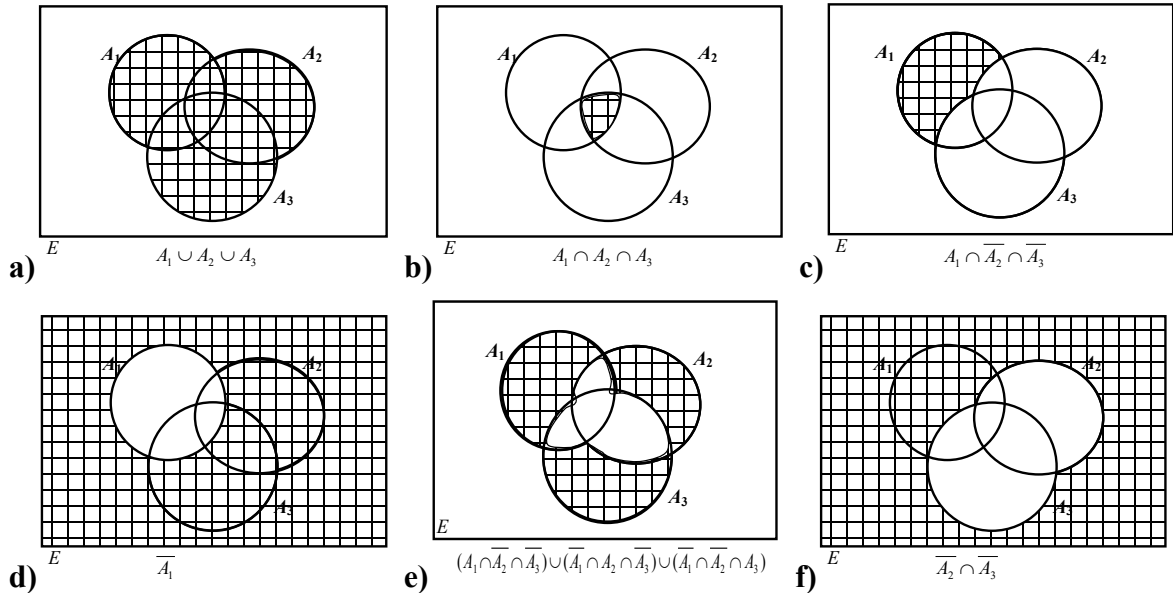 A₁ A₂ A₃
E
a) A₁ ∪ A₂ ∪ A₃
A₁ A₂ A₃
E
b) A₁ ∩ A₂ ∩ A₃
A₁ A₂ A₃
E
c) A₁ ∩ A̅₂̅ ∩ A̅₃̅
A₁ A₂ A₃
E
d) A̅₁̅
A₁ A₂ A₃
E
e) (A₁ ∩ A̅₂̅ ∩ A̅₃̅) ∪ (A̅₁̅ ∩ A₂ ∩ A̅₃̅) ∪ (A̅₁̅ ∩ A̅₂̅ ∩ A₃)
A₁ A₂ A₃
E
f) A̅₂̅ ∩ A̅₃̅